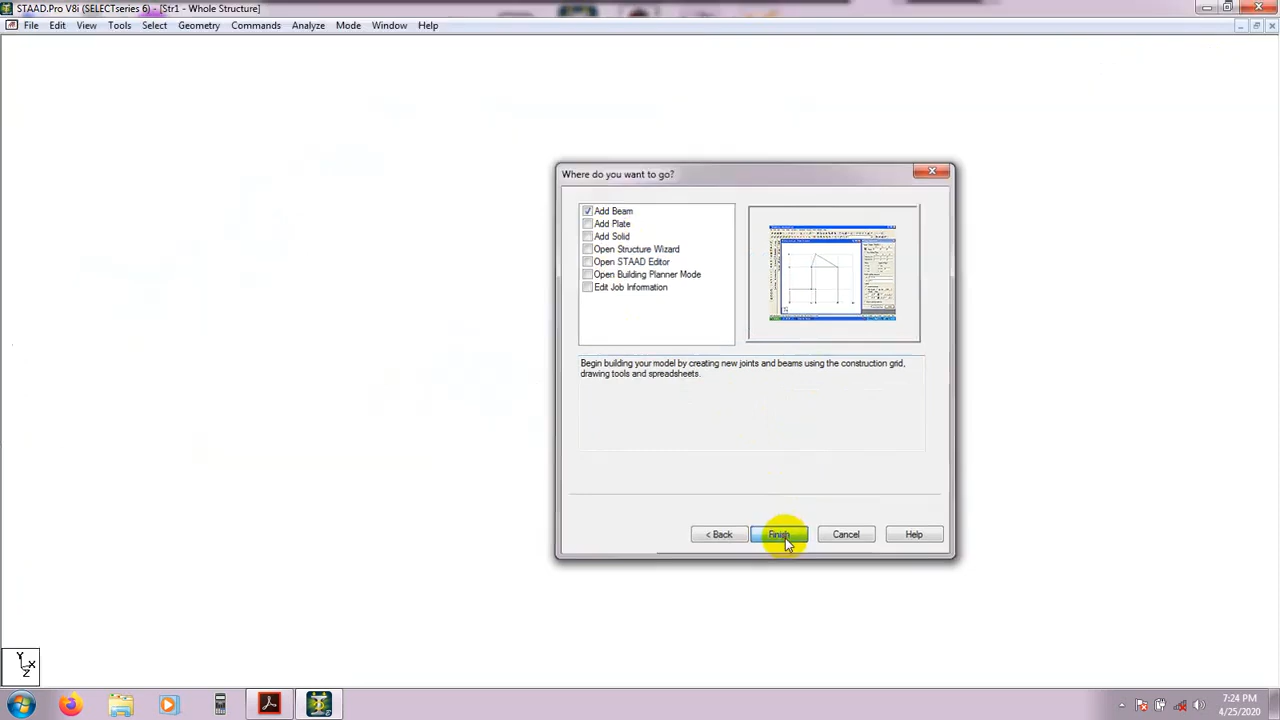 STAAD.Pro V8i (SELECTseries 6) - [Str1 - Whole Structure]
File Edit View Tools Select Geometry Commands Analyze Mode Window Help
Where do you want to go?
Add Beam
Add Plate
Add Solid
Open Structure Wizard
Open STAAD Editor
Open Building Planner Mode
Edit Job Information
Begin building your model by creating new joints and beams using the construction grid,
drawing tools and spreadsheets.
< Back Finish Cancel Help
Y
X
Z
7:24 PM
4/25/2020